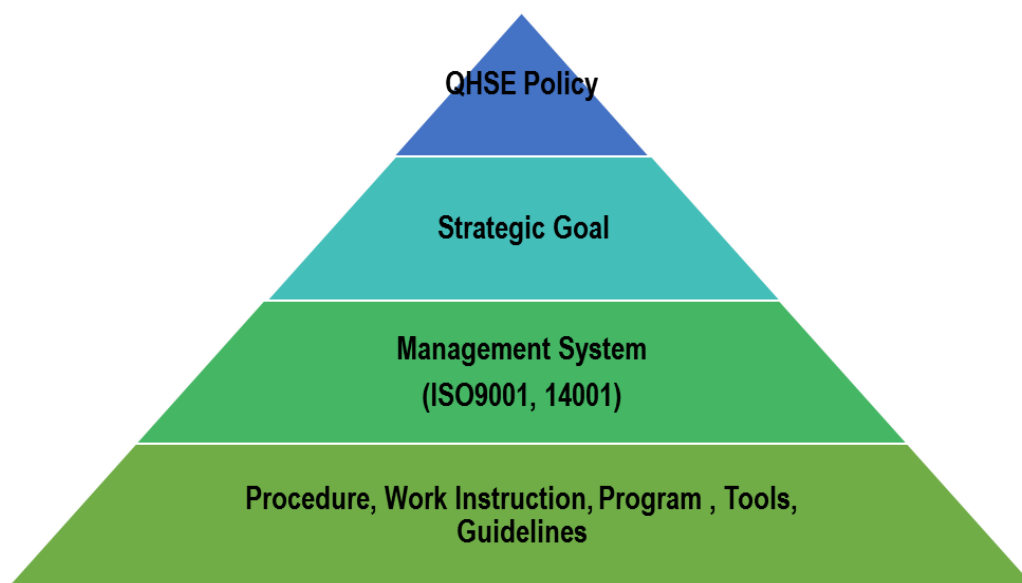 QHSE Policy
Strategic Goal
Management System
(ISO9001, 14001)
Procedure, Work Instruction, Program , Tools,
Guidelines